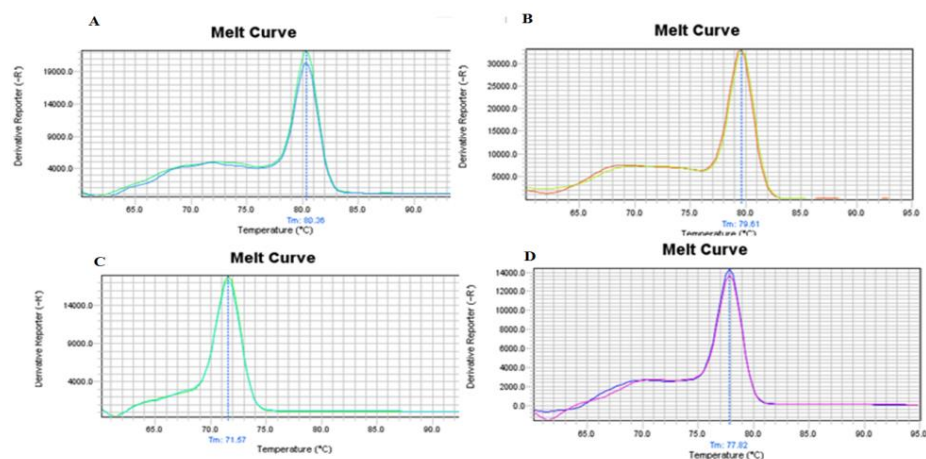 A
Melt Curve
Derivative Reporter (-R')
19000.0
14000.0
9000.0
4000.0
65.0 70.0 75.0 80.0 85.0 90.0
Tm: 80.36
Temperature (°C)
B
Melt Curve
Derivative Reporter (-R')
30000.0
25000.0
20000.0
15000.0
10000.0
5000.0
65.0 70.0 75.0 80.0 85.0 90.0 95.0
Tm: 79.61
Temperature (°C)
C
Melt Curve
Derivative Reporter (-R')
14000.0
9000.0
4000.0
65.0 70.0 75.0 80.0 85.0 90.0
Tm: 71.57
Temperature (°C)
D
Melt Curve
Derivative Reporter (-R')
14000.0
12000.0
10000.0
8000.0
6000.0
4000.0
2000.0
0.0
65.0 70.0 75.0 80.0 85.0 90.0 95.0
Tm: 77.82
Temperature (°C)